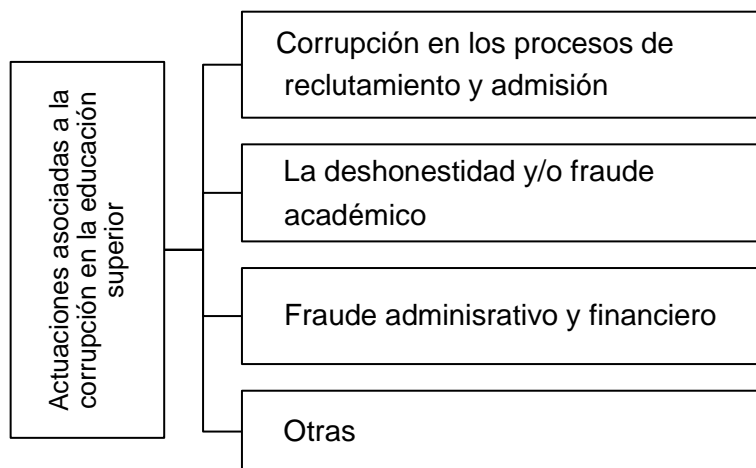 Actuaciones asociadas a la
corrupción en la educación
superior
Corrupción en los procesos de
reclutamiento y admisión
La deshonestidad y/o fraude
académico
Fraude adminisrativo y financiero
Otras